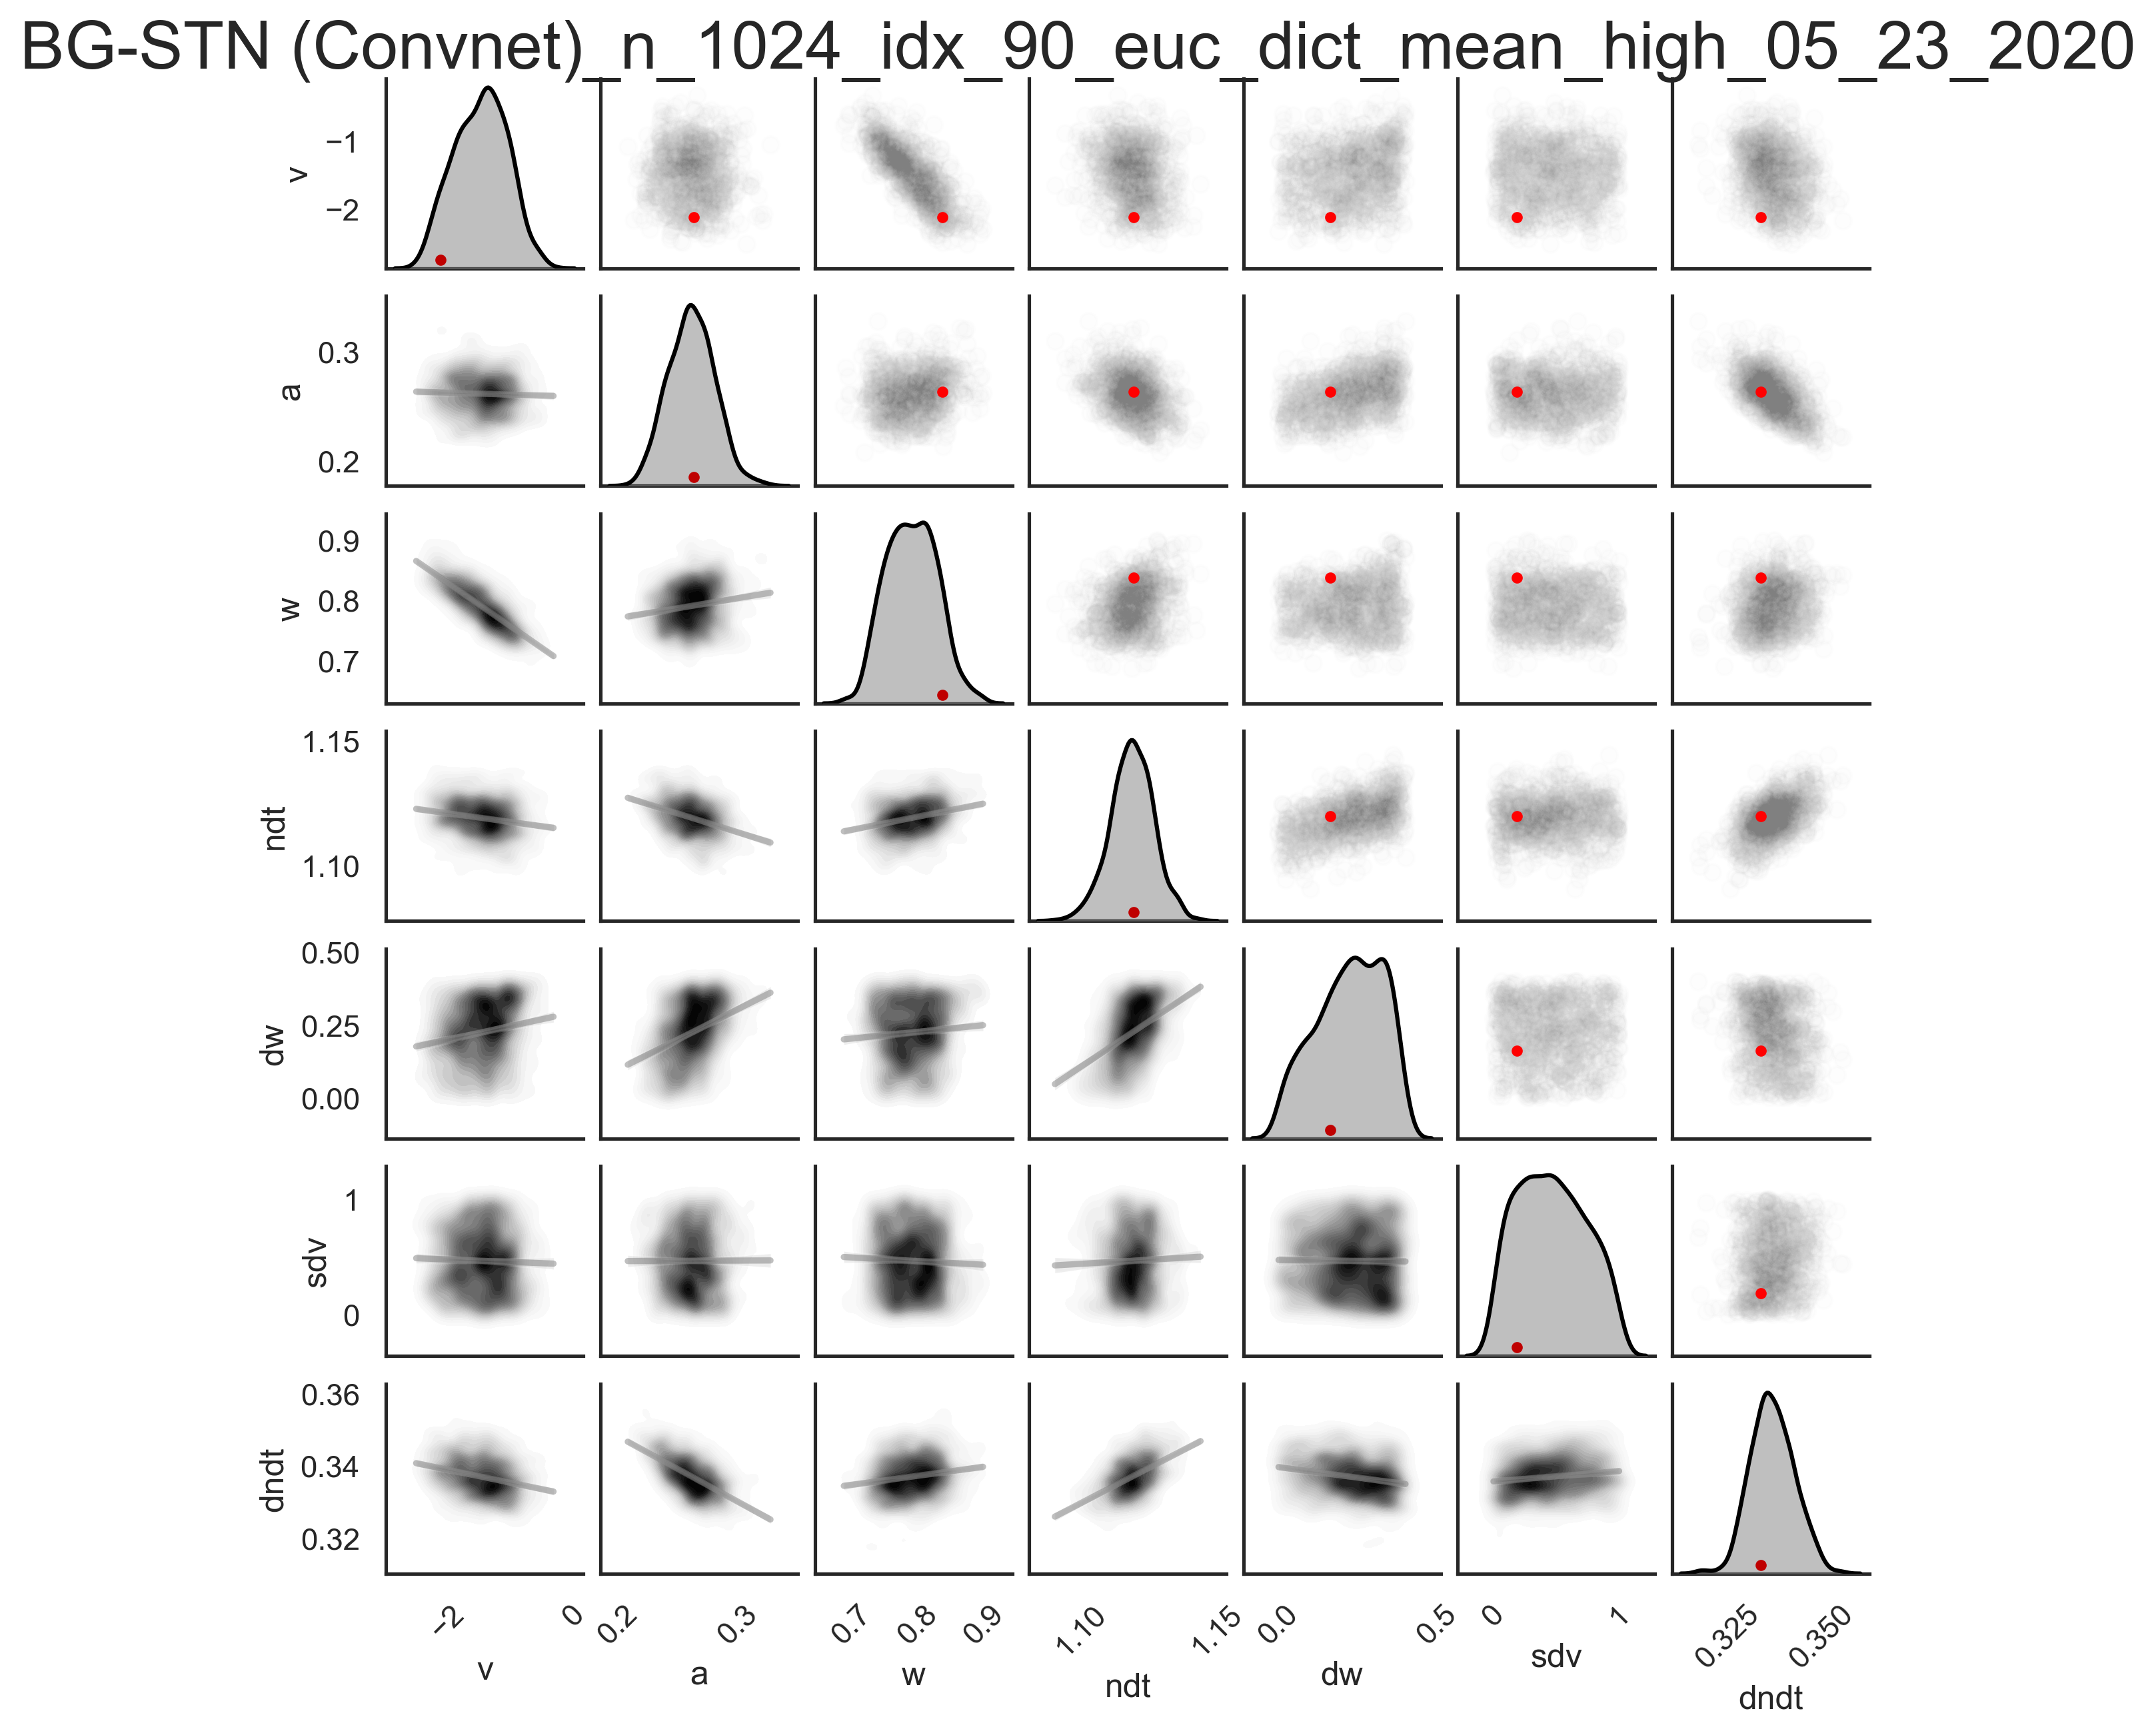 BG-STN (Convnet)_n_1024_idx_90_euc_dict_mean_high_05_23_2020
v
−1
−2
a
0.3
0.2
w
0.9
0.8
0.7
ndt
1.15
1.10
dw
0.50
0.25
0.00
sdv
1
0
dndt
0.36
0.34
0.32
−2 0 0.2 0.3 0.7 0.8 0.9 1.10 1.15 0.0 0.5 0 1 0.325 0.350
v a w ndt dw sdv dndt